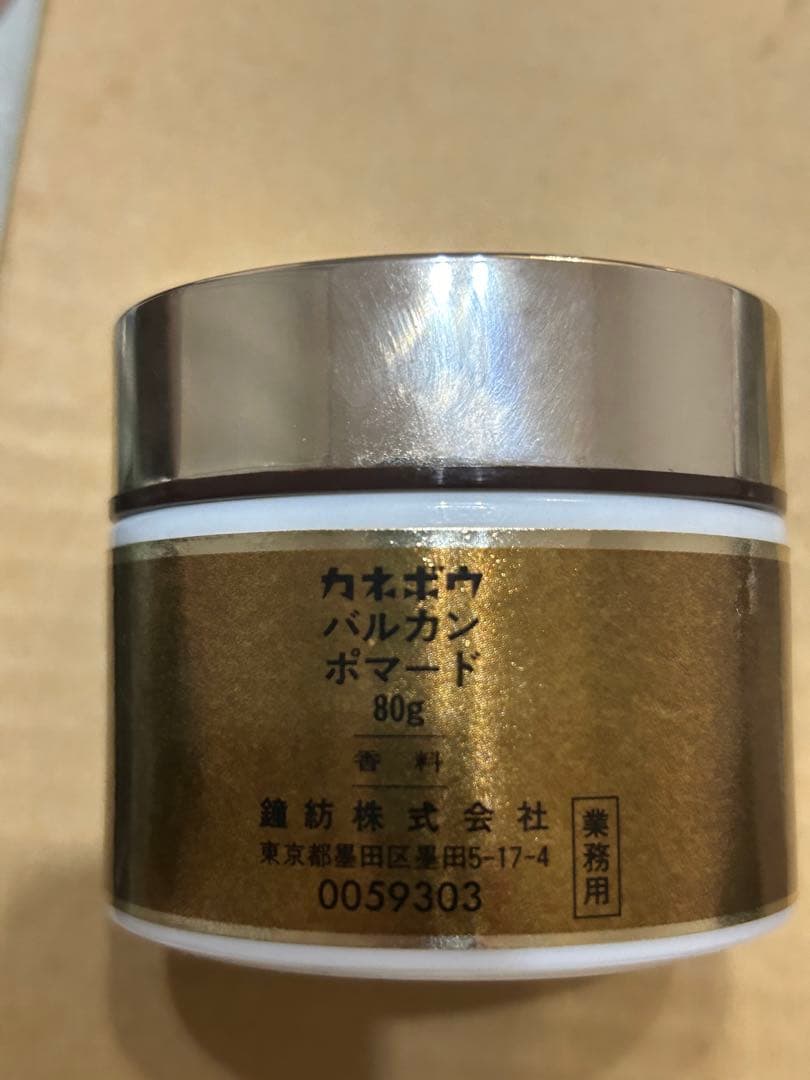 カネボウ
バルカン
ポマード
80g
香料
鐘紡株式会社
東京都墨田区墨田5-17-4
0059303
業務用